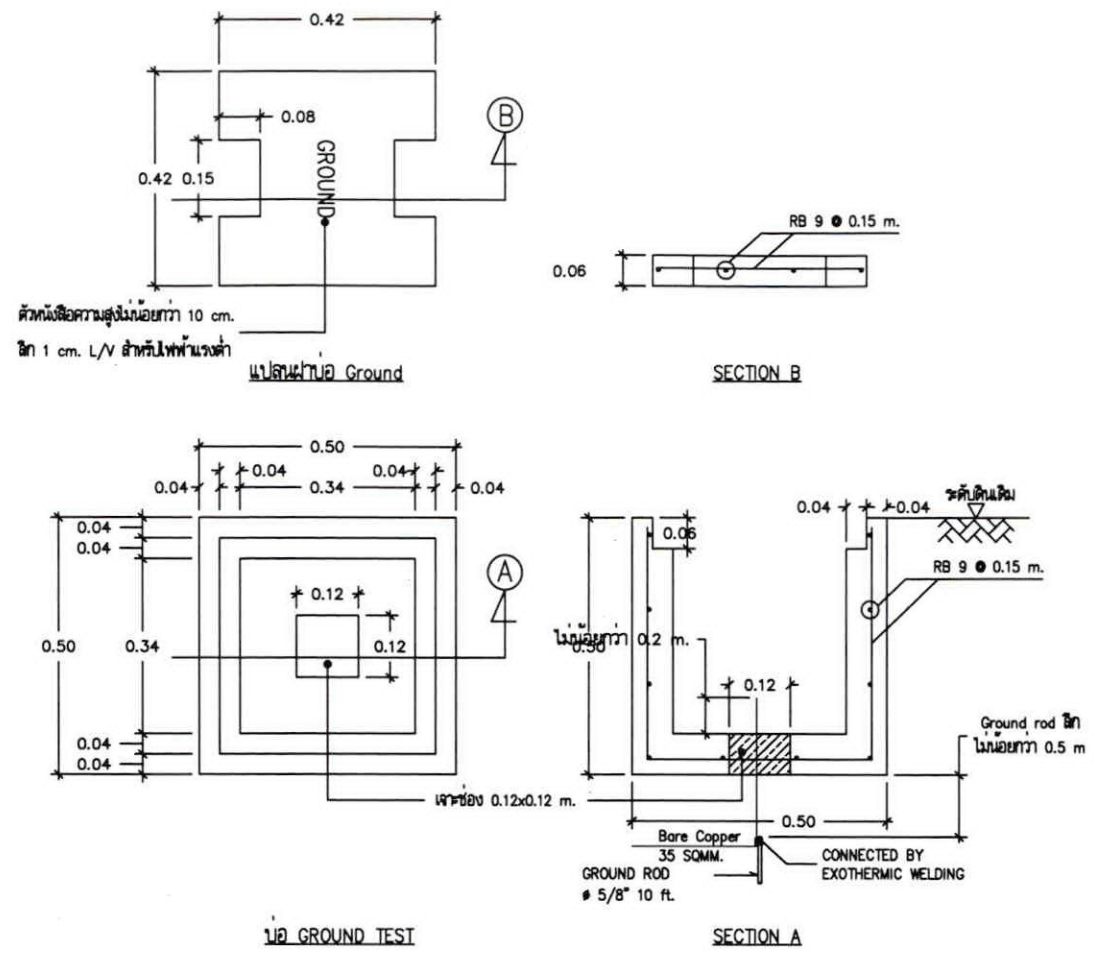 0.42
0.08
B
GROUND
0.42 0.15
RB 9 @ 0.15 m.
0.06
ตัวหนังสือความสูงไม่น้อยกว่า 10 cm.
ลึก 1 cm. L/V สำหรับไฟฟ้าแรงต่ำ
แปลนฝาบ่อ Ground
SECTION B
0.50
0.04 0.04
0.04 0.34 0.04
0.04
0.04
A
0.12
0.50 0.34 0.12
0.04
0.04
เจาะช่อง 0.12x0.12 m.
บ่อ GROUND TEST
0.04 0.04
ระดับดินเดิม
0.06
RB 9 @ 0.15 m.
ไม่น้อยกว่า 0.2 m.
0.50
0.12
Ground rod ลึก
ไม่น้อยกว่า 0.5 m
0.50
Bare Copper
35 SQMM.
GROUND ROD
ø 5/8" 10 ft.
CONNECTED BY
EXOTHERMIC WELDING
SECTION A